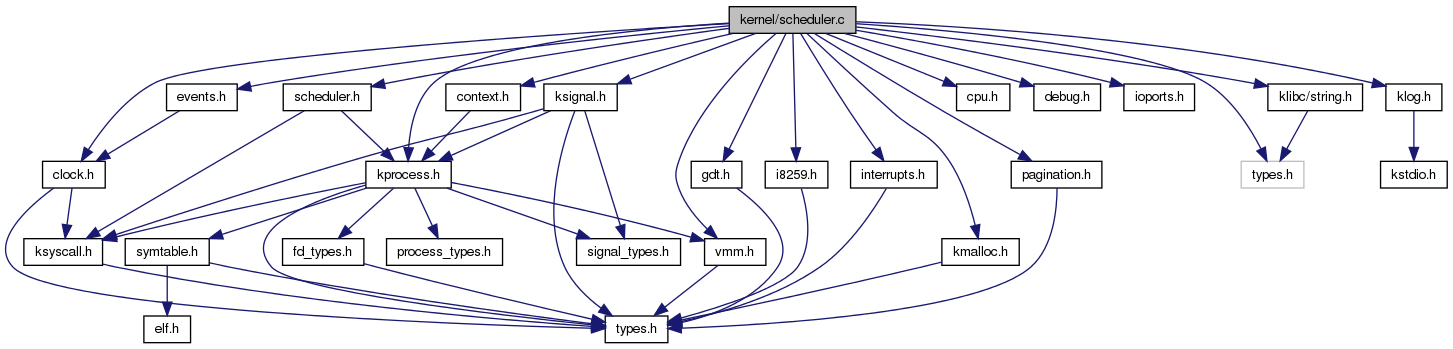 kernel/scheduler.c
events.h
scheduler.h
context.h
ksignal.h
cpu.h
debug.h
ioports.h
klibc/string.h
klog.h
clock.h
kprocess.h
gdt.h
i8259.h
interrupts.h
pagination.h
types.h
kstdio.h
ksyscall.h
symtable.h
fd_types.h
process_types.h
signal_types.h
vmm.h
kmalloc.h
elf.h
types.h